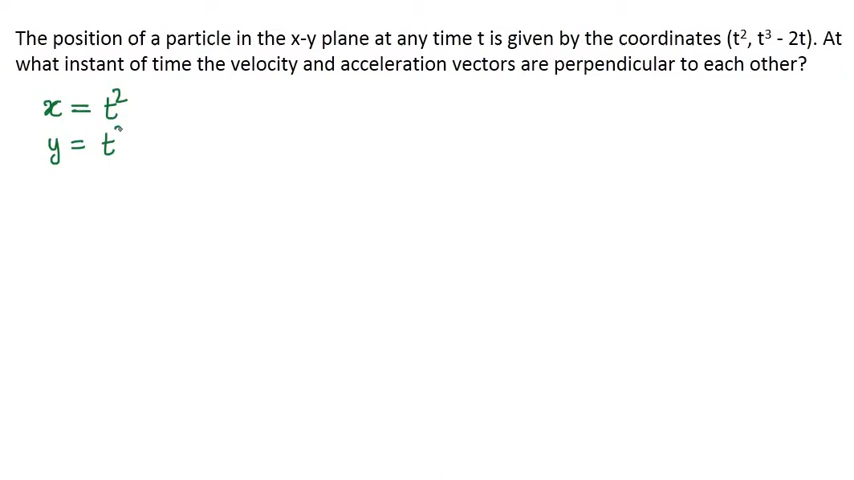 The position of a particle in the x-y plane at any time t is given by the coordinates (t², t³ - 2t). At
what instant of time the velocity and acceleration vectors are perpendicular to each other?
x = t²
y = t